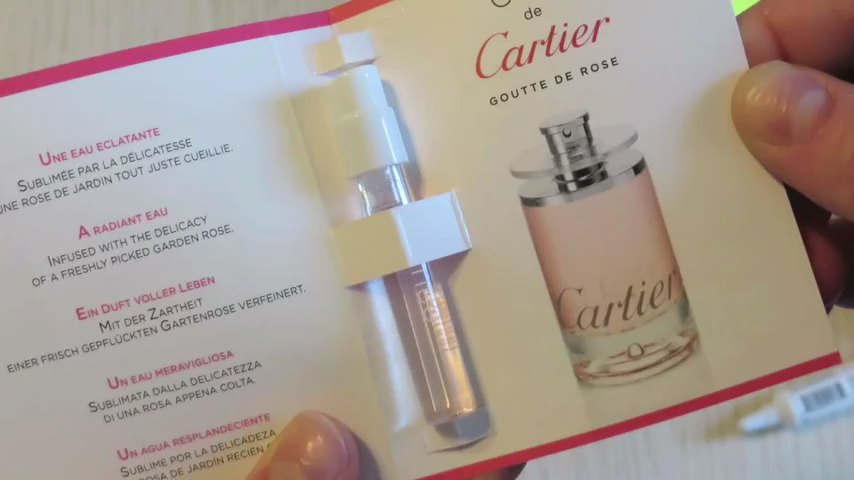 UNE EAU ECLATANTE
SUBLIMÉE PAR LA DÉLICATESSE
UNE ROSE DE JARDIN TOUT JUSTE CUEILLIE.
A RADIANT EAU
INFUSED WITH THE DELICACY
OF A FRESHLY PICKED GARDEN ROSE.
EIN DUFT VOLLER LEBEN
MIT DER ZARTHEIT
EINER FRISCH GEPFLÜCKTEN GARTENROSE VERFEINERT.
UN EAU MERAVIGLIOSA
SUBLIMATA DALLA DELICATEZZA
DI UNA ROSA APPENA COLTA.
UN AGUA RESPLANDECIENTE
SUBLIME POR LA DELICADEZA
ROSA DE JARDÍN RECIÉN
de
Cartier
GOUTTE DE ROSE
Cartier